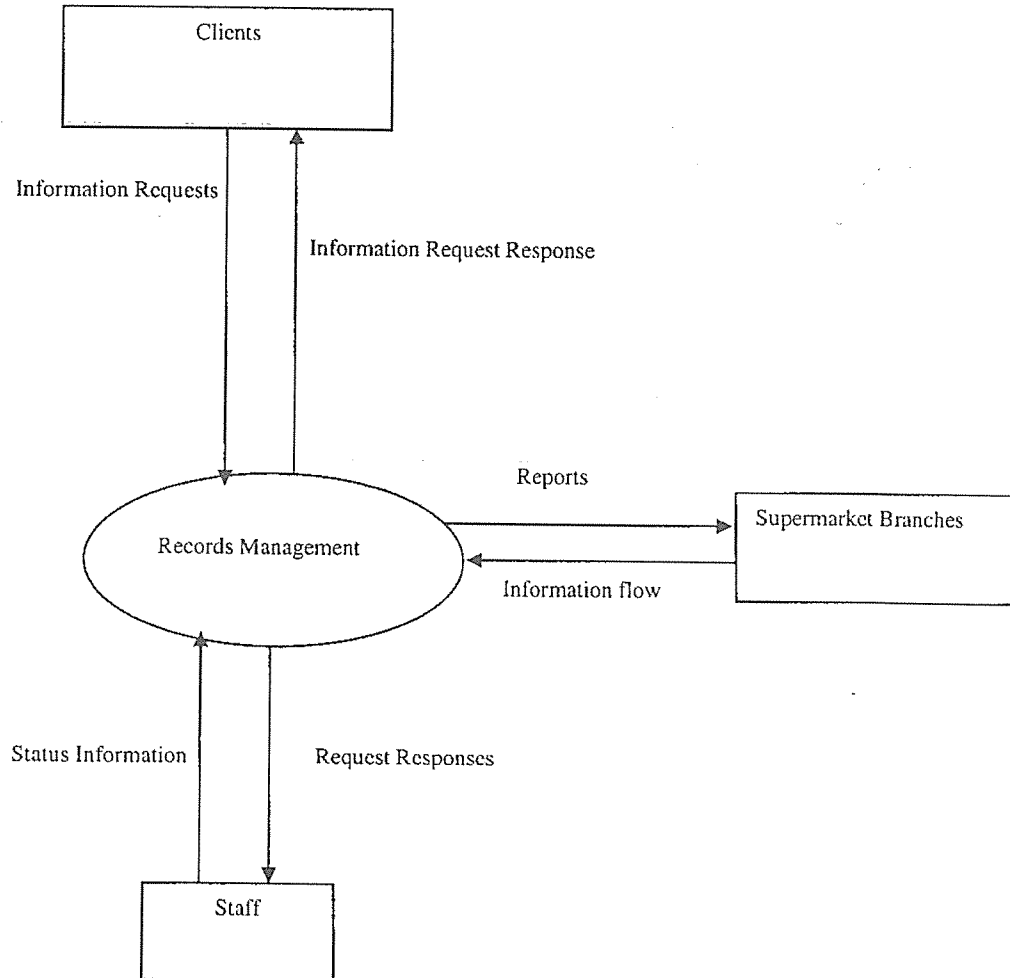 Clients
Information Requests
Information Request Response
Reports
Supermarket Branches
Records Management
Information flow
Status Information
Request Responses
Staff